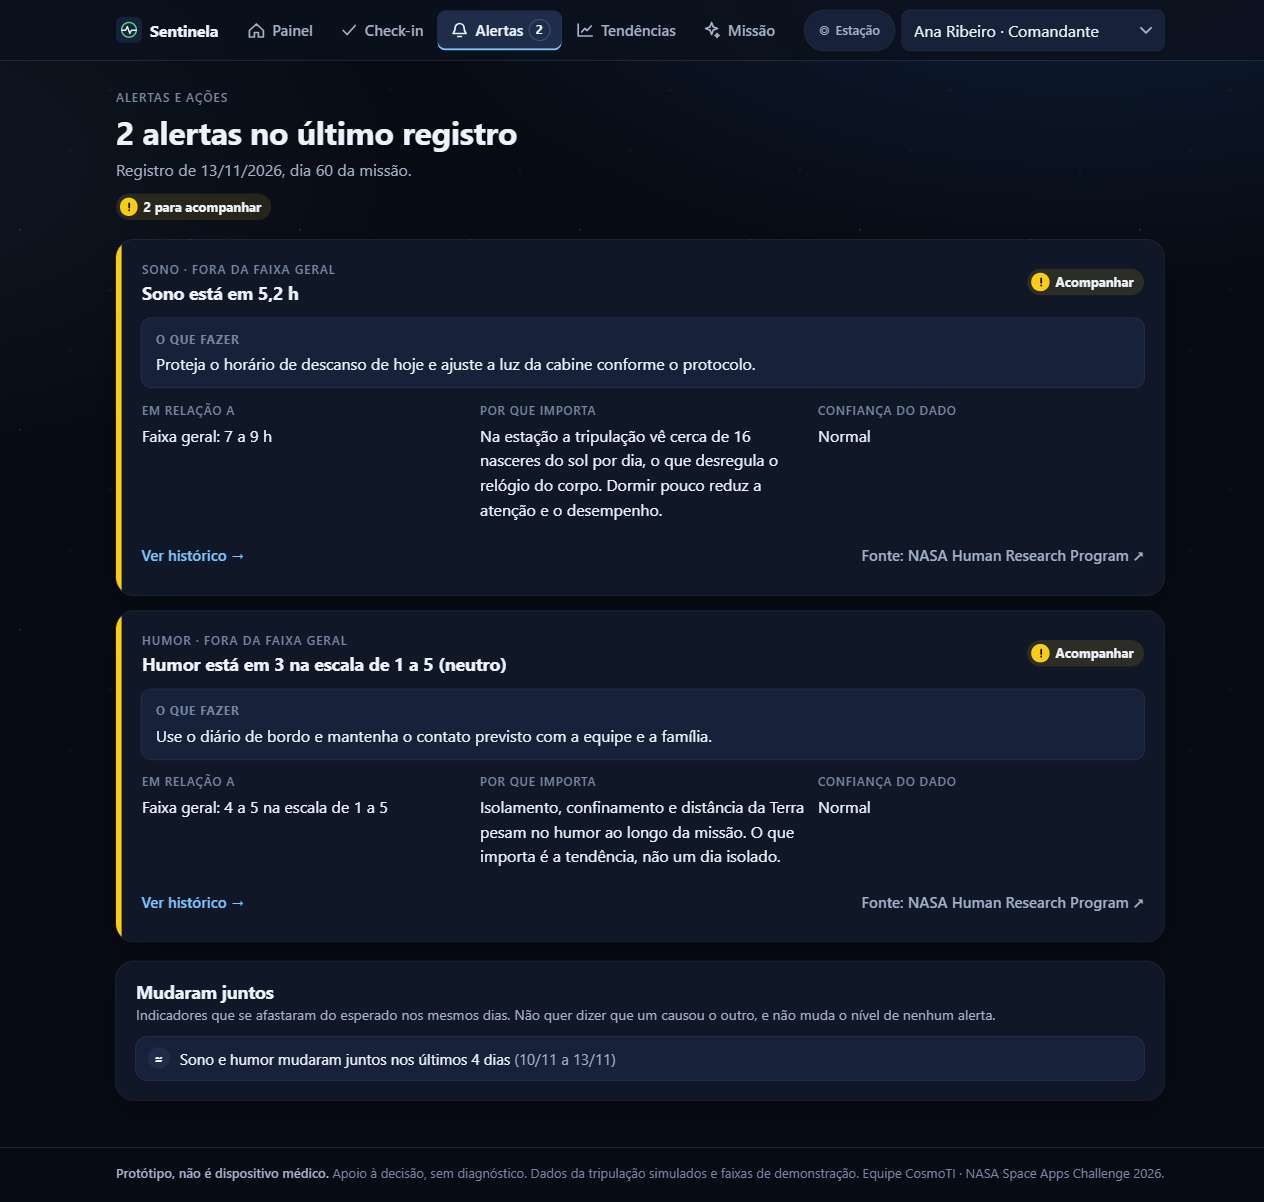 Sentinela
Painel
Check-in
Alertas 2
Tendências
Missão
Estação
Ana Ribeiro · Comandante
ALERTAS E AÇÕES
2 alertas no último registro
Registro de 13/11/2026, dia 60 da missão.
! 2 para acompanhar
SONO · FORA DA FAIXA GERAL
Sono está em 5,2 h
! Acompanhar
O QUE FAZER
Proteja o horário de descanso de hoje e ajuste a luz da cabine conforme o protocolo.
EM RELAÇÃO A
Faixa geral: 7 a 9 h
POR QUE IMPORTA
Na estação a tripulação vê cerca de 16
nasceres do sol por dia, o que desregula o
relógio do corpo. Dormir pouco reduz a
atenção e o desempenho.
CONFIANÇA DO DADO
Normal
Ver histórico →
Fonte: NASA Human Research Program ↗
HUMOR · FORA DA FAIXA GERAL
Humor está em 3 na escala de 1 a 5 (neutro)
! Acompanhar
O QUE FAZER
Use o diário de bordo e mantenha o contato previsto com a equipe e a família.
EM RELAÇÃO A
Faixa geral: 4 a 5 na escala de 1 a 5
POR QUE IMPORTA
Isolamento, confinamento e distância da Terra
pesam no humor ao longo da missão. O que
importa é a tendência, não um dia isolado.
CONFIANÇA DO DADO
Normal
Ver histórico →
Fonte: NASA Human Research Program ↗
Mudaram juntos
Indicadores que se afastaram do esperado nos mesmos dias. Não quer dizer que um causou o outro, e não muda o nível de nenhum alerta.
= Sono e humor mudaram juntos nos últimos 4 dias (10/11 a 13/11)
Protótipo, não é dispositivo médico. Apoio à decisão, sem diagnóstico. Dados da tripulação simulados e faixas de demonstração. Equipe CosmoTI · NASA Space Apps Challenge 2026.